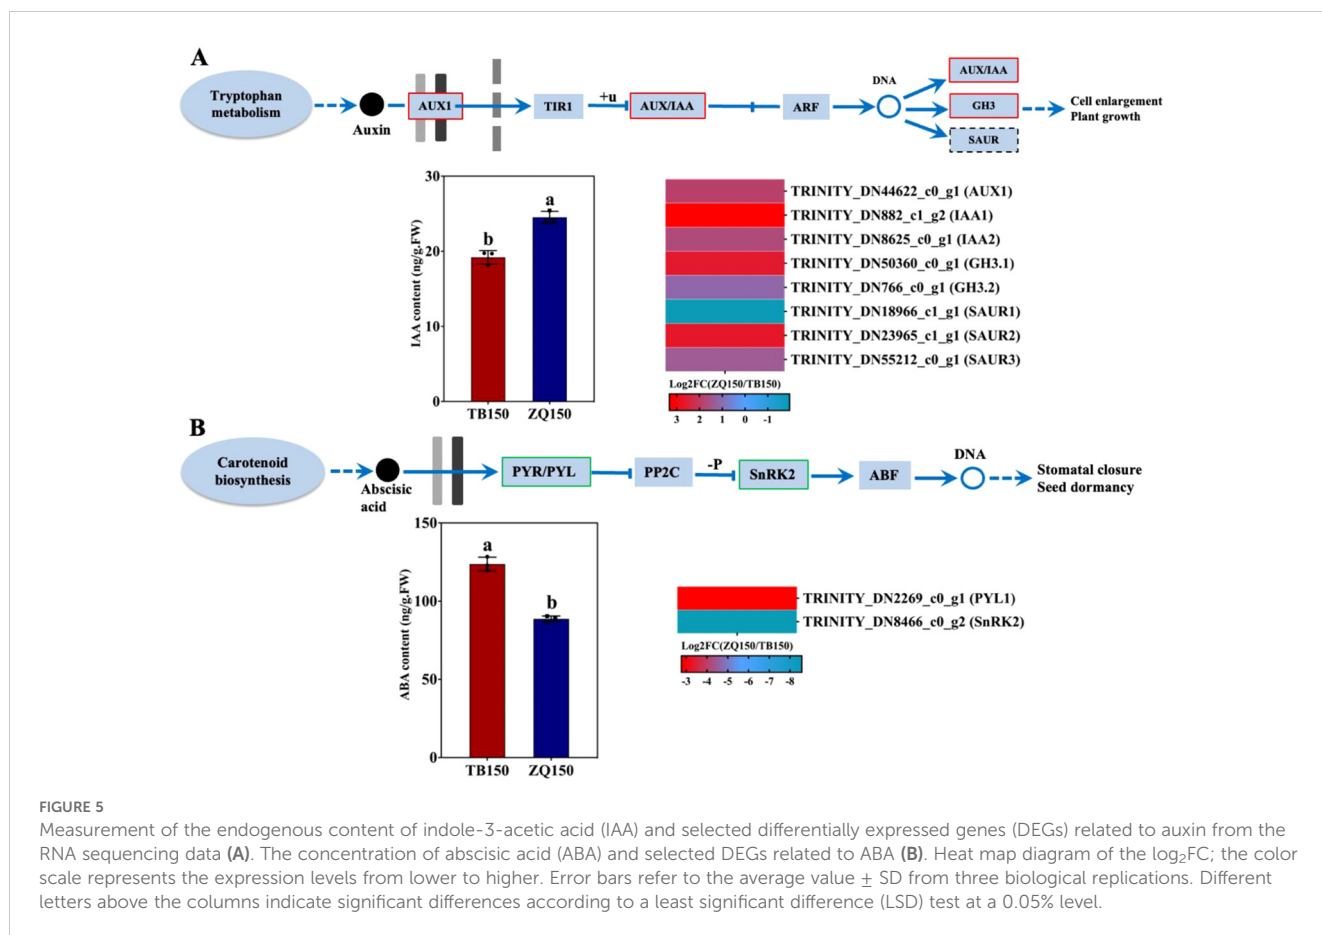 A
Tryptophan
metabolism
Auxin
AUX1
TIR1
+u
AUX/IAA
ARF
DNA
AUX/IAA
GH3
SAUR
Cell enlargement
Plant growth
IAA content (ng/g.FW)
30
20
10
0
b
a
TB150
ZQ150
TRINITY_DN44622_c0_g1 (AUX1)
TRINITY_DN882_c1_g2 (IAA1)
TRINITY_DN8625_c0_g1 (IAA2)
TRINITY_DN50360_c0_g1 (GH3.1)
TRINITY_DN766_c0_g1 (GH3.2)
TRINITY_DN18966_c1_g1 (SAUR1)
TRINITY_DN23965_c1_g1 (SAUR2)
TRINITY_DN55212_c0_g1 (SAUR3)
Log2FC(ZQ150/TB150)
3 2 1 0 -1
B
Carotenoid
biosynthesis
Abscisic
acid
PYR/PYL
PP2C
-P
SnRK2
ABF
DNA
Stomatal closure
Seed dormancy
ABA content (ng/g.FW)
150
100
50
0
a
b
TB150
ZQ150
TRINITY_DN2269_c0_g1 (PYL1)
TRINITY_DN8466_c0_g2 (SnRK2)
Log2FC(ZQ150/TB150)
-3 -4 -5 -6 -7 -8
FIGURE 5
Measurement of the endogenous content of indole-3-acetic acid (IAA) and selected differentially expressed genes (DEGs) related to auxin from the
RNA sequencing data (A). The concentration of abscisic acid (ABA) and selected DEGs related to ABA (B). Heat map diagram of the log₂FC; the color
scale represents the expression levels from lower to higher. Error bars refer to the average value ± SD from three biological replications. Different
letters above the columns indicate significant differences according to a least significant difference (LSD) test at a 0.05% level.